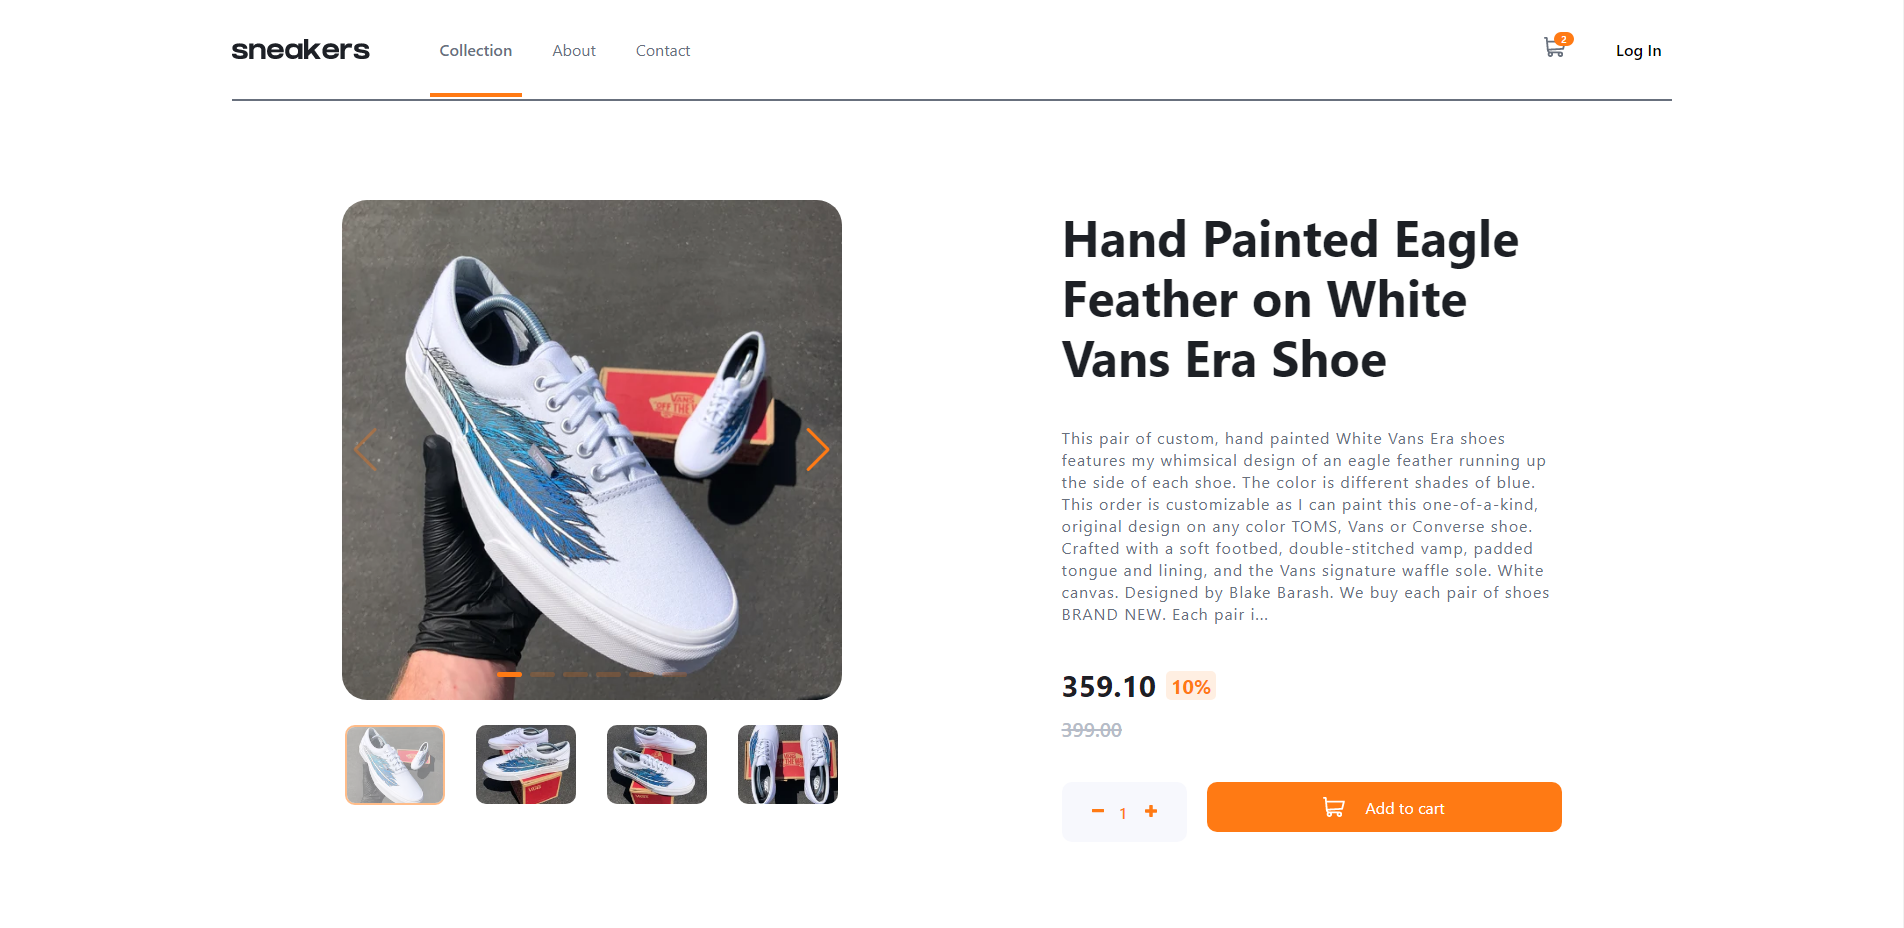 sneakers
Collection
About
Contact
2
Log In
VANS
OFF THE W
Hand Painted Eagle
Feather on White
Vans Era Shoe
This pair of custom, hand painted White Vans Era shoes
features my whimsical design of an eagle feather running up
the side of each shoe. The color is different shades of blue.
This order is customizable as I can paint this one-of-a-kind,
original design on any color TOMS, Vans or Converse shoe.
Crafted with a soft footbed, double-stitched vamp, padded
tongue and lining, and the Vans signature waffle sole. White
canvas. Designed by Blake Barash. We buy each pair of shoes
BRAND NEW. Each pair i...
359.10
10%
399.00
1
Add to cart